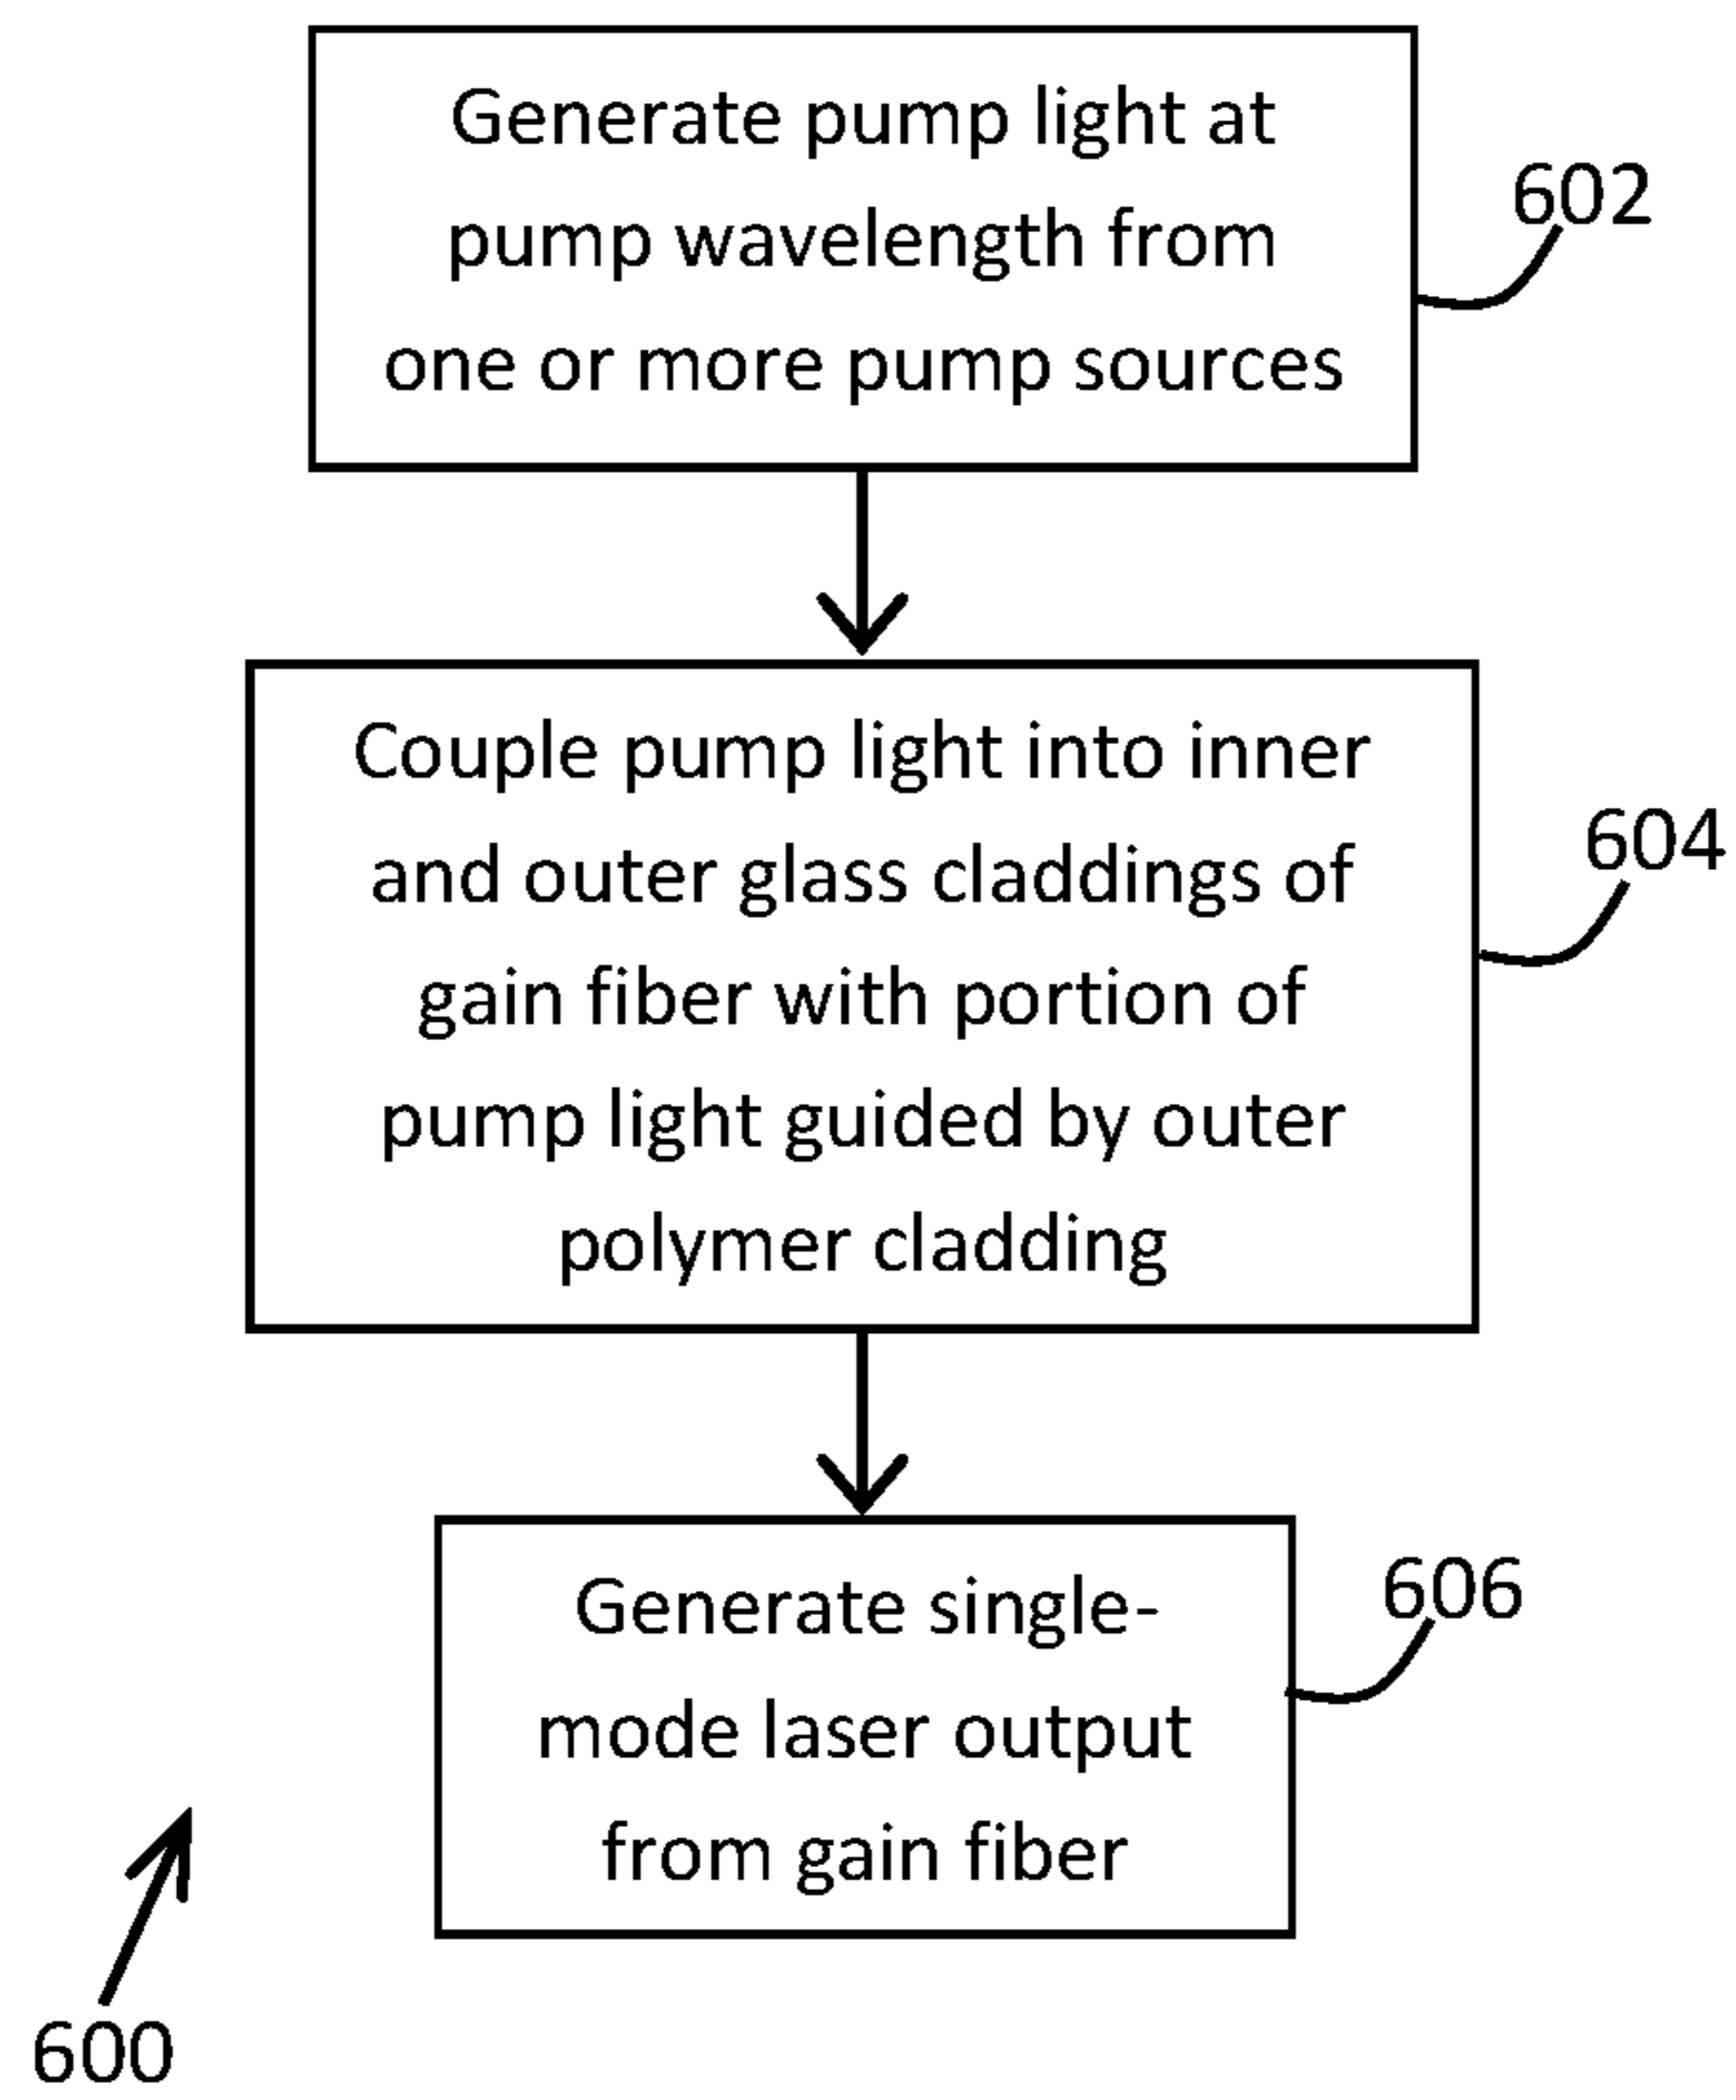 Generate pump light at
pump wavelength from
one or more pump sources
602
Couple pump light into inner
and outer glass claddings of
gain fiber with portion of
pump light guided by outer
polymer cladding
604
Generate single-
mode laser output
from gain fiber
606
600